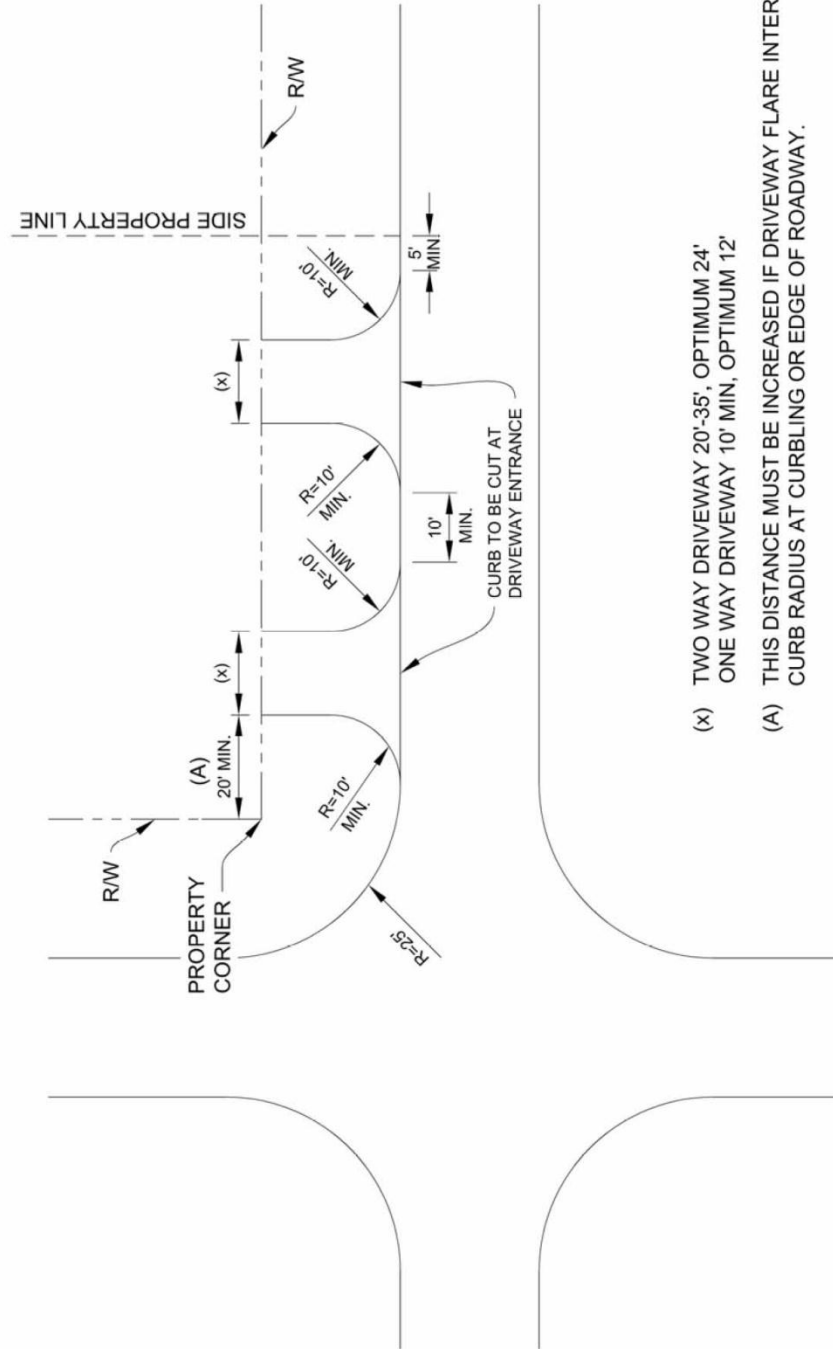 SIDE PROPERTY LINE
R/W
(x)
R=10'
MIN.
5'
MIN.
R=10'
MIN.
10'
MIN.
R=10'
MIN.
(x)
CURB TO BE CUT AT
DRIVEWAY ENTRANCE
(A)
20' MIN.
R=10'
MIN.
R/W
PROPERTY
CORNER
R=25'
(x) TWO WAY DRIVEWAY 20'-35', OPTIMUM 24'
ONE WAY DRIVEWAY 10' MIN, OPTIMUM 12'
(A) THIS DISTANCE MUST BE INCREASED IF DRIVEWAY FLARE INTER
CURB RADIUS AT CURBLING OR EDGE OF ROADWAY.